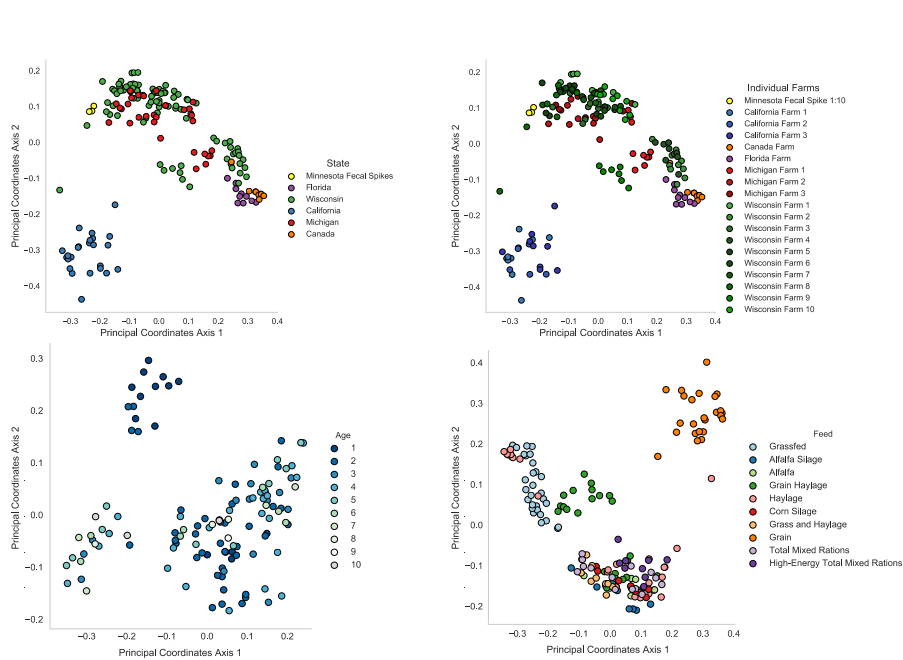 0.2
0.1
0.0
−0.1
−0.2
−0.3
−0.4
Principal Coordinates Axis 2
−0.3 −0.2 −0.1 0.0 0.1 0.2 0.3 0.4
Principal Coordinates Axis 1
State
Minnesota Fecal Spikes
Florida
Wisconsin
California
Michigan
Canada
0.2
0.1
0.0
−0.1
−0.2
−0.3
−0.4
Principal Coordinates Axis 2
−0.3 −0.2 −0.1 0.0 0.1 0.2 0.3 0.4
Principal Coordinates Axis 1
Individual Farms
Minnesota Fecal Spike 1:10
California Farm 1
California Farm 2
California Farm 3
Canada Farm
Florida Farm
Michigan Farm 1
Michigan Farm 2
Michigan Farm 3
Wisconsin Farm 1
Wisconsin Farm 2
Wisconsin Farm 3
Wisconsin Farm 4
Wisconsin Farm 5
Wisconsin Farm 6
Wisconsin Farm 7
Wisconsin Farm 8
Wisconsin Farm 9
Wisconsin Farm 10
0.3
0.2
0.1
0.0
−0.1
−0.2
Principal Coordinates Axis 2
−0.3 −0.2 −0.1 0.0 0.1 0.2
Principal Coordinates Axis 1
Age
1
2
3
4
5
6
7
8
9
10
0.4
0.3
0.2
0.1
0.0
−0.1
−0.2
Principal Coordinates Axis 2
−0.3 −0.2 −0.1 0.0 0.1 0.2 0.3 0.4
Principal Coordinates Axis 1
Feed
Grassfed
Alfalfa Silage
Alfalfa
Grain Haylage
Haylage
Corn Silage
Grass and Haylage
Grain
Total Mixed Rations
High-Energy Total Mixed Rations